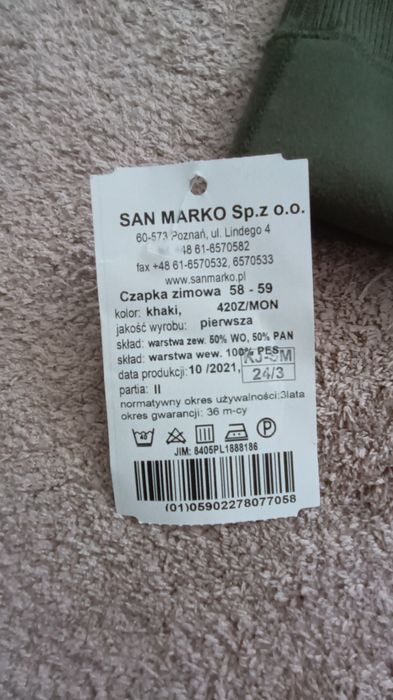 SAN MARKO Sp.z o.o.
60-573 Poznań, ul. Lindego 4
+48 61-6570582
fax +48 61-6570532, 6570533
www.sanmarko.pl
Czapka zimowa 58 - 59
kolor: khaki, 420Z/MON
jakość wyrobu: pierwsza
skład: warstwa zew. 50% WO, 50% PAN
skład: warstwa wew. 100% PES
data produkcji: 10 /2021, KJ-SM
partia: II 24/3
normatywny okres używalności:3lata
okres gwarancji: 36 m-cy
40 P
JIM: 8405PL1888186
(01)05902278077058